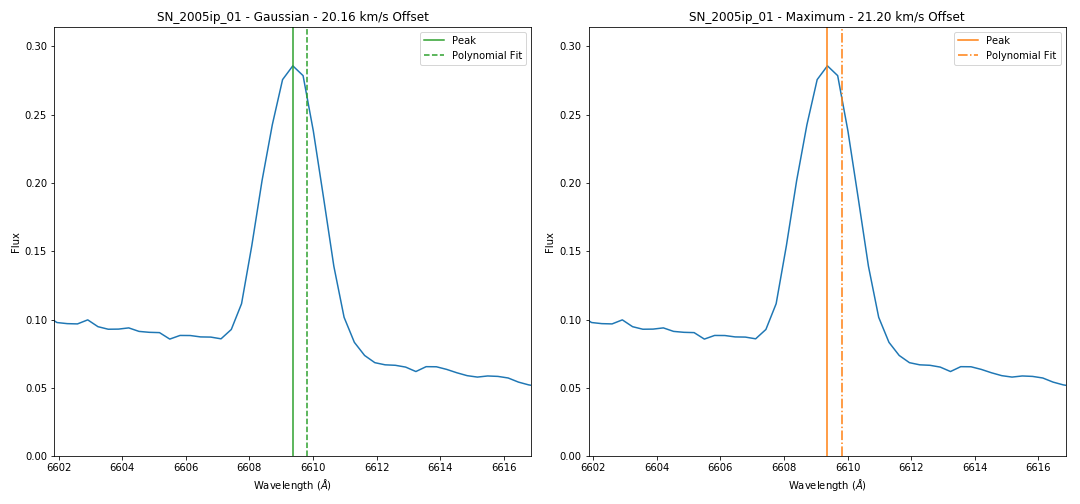 SN_2005ip_01 - Gaussian - 20.16 km/s Offset
Peak
Polynomial Fit
0.30
0.25
0.20
0.15
0.10
0.05
0.00
Flux
6602 6604 6606 6608 6610 6612 6614 6616
Wavelength (Å)
SN_2005ip_01 - Maximum - 21.20 km/s Offset
Peak
Polynomial Fit
0.30
0.25
0.20
0.15
0.10
0.05
0.00
Flux
6602 6604 6606 6608 6610 6612 6614 6616
Wavelength (Å)